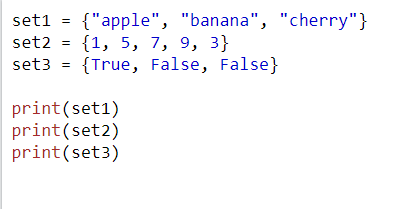 set1 = {"apple", "banana", "cherry"}
set2 = {1, 5, 7, 9, 3}
set3 = {True, False, False}
print(set1)
print(set2)
print(set3)